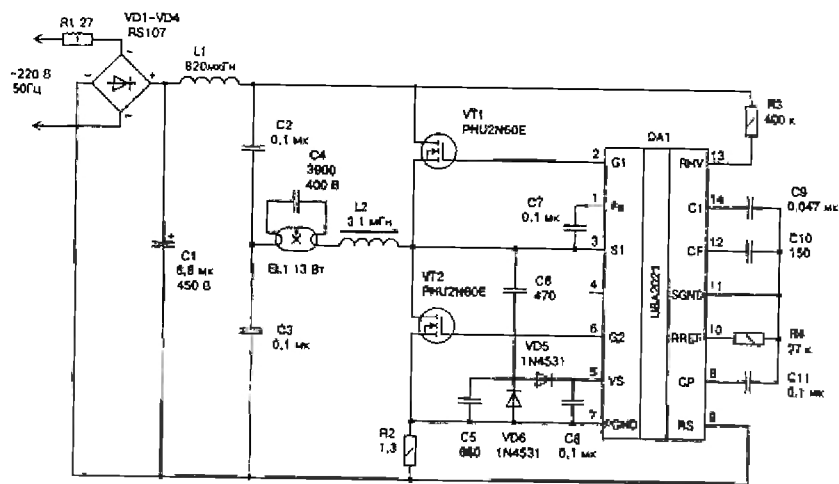 R1 27
VD1-VD4
RS107
~220 В
50Гц
L1
820мкГн
C2
0,1 мк
C4
3900
400 В
L2
3.1 мГн
EL1 13 Вт
C1
6,8 мк
450 В
C3
0,1 мк
VT1
PHU2N60E
VT2
PHU2N60E
C7
0,1 мк
C6
470
VD5
1N4531
R2
1,3
C5
VD6
1N4531
C8
0,1 мк
DA1
UBA2021
2 G1
1
3 S1
4
6 G2
5 VS
7 PGND
RHV 13
C1 14
CF 12
SGND 11
RREF 10
CP 8
RS 9
R3
400 к
C9
0,047 мк
C10
150
R4
27 к
C11
0,1 мк